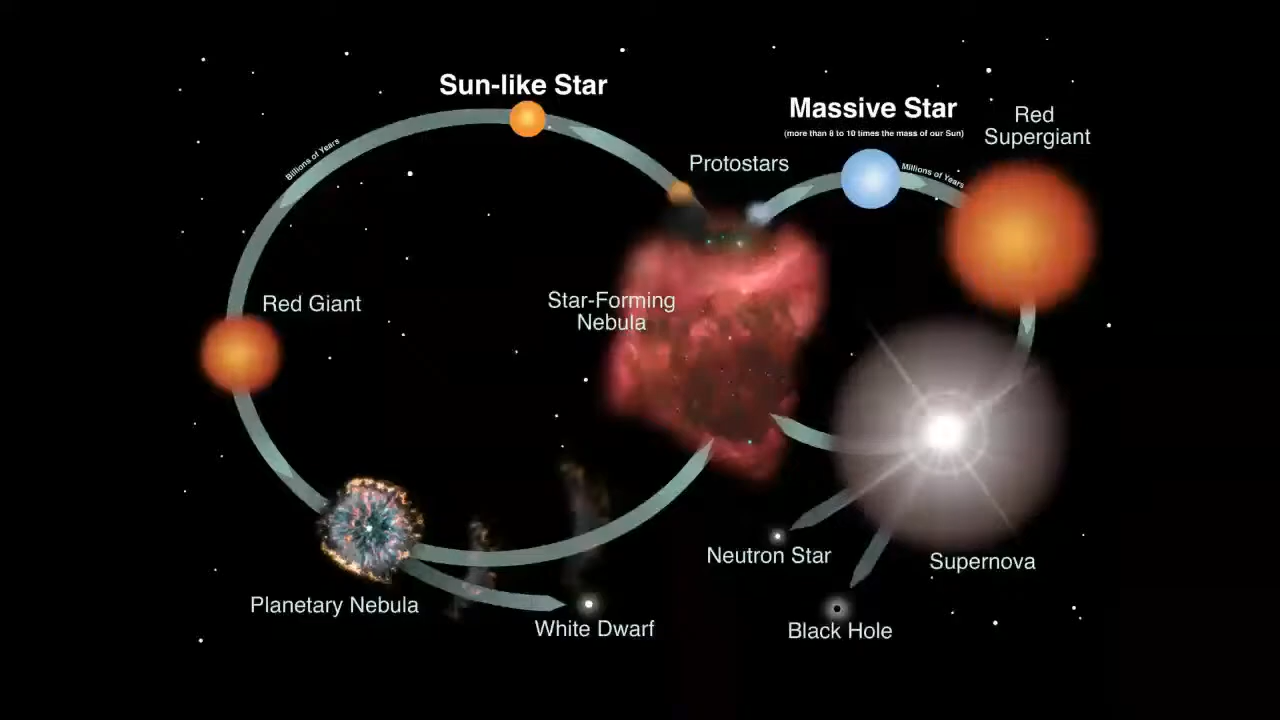 Sun-like Star
Massive Star
(more than 8 to 10 times the mass of our Sun)
Red
Supergiant
Protostars
Billions of Years
Millions of Years
Red Giant
Star-Forming
Nebula
Neutron Star
Supernova
Planetary Nebula
White Dwarf
Black Hole